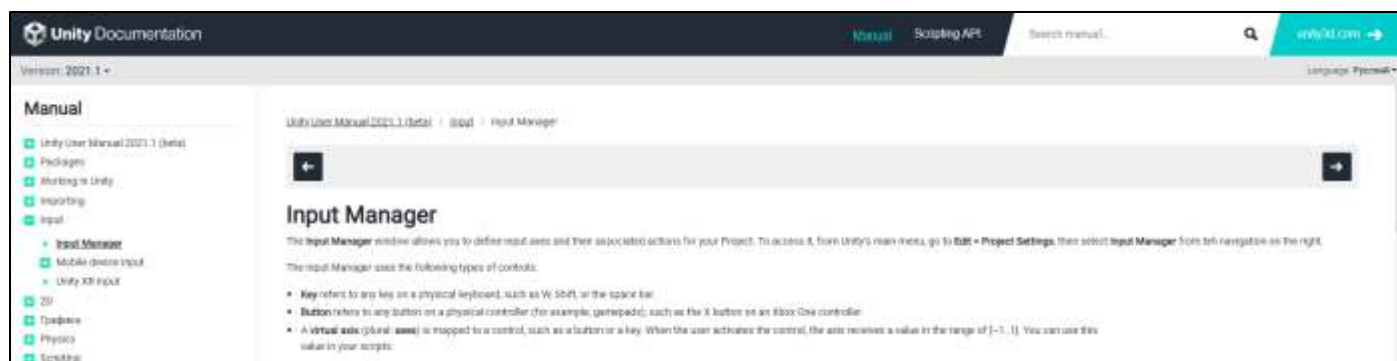 Unity Documentation
Manual
Scripting API
Search manual...
unity3d.com →
Version: 2021.1
Language: Русский
Manual
Unity User Manual 2021.1 (beta)
Packages
Working in Unity
Importing
Input
Input Manager
Mobile device input
Unity XR Input
2D
Графика
Physics
Scripting
Unity User Manual 2021.1 (beta) / Input / Input Manager
Input Manager
The Input Manager window allows you to define input axes and their associated actions for your Project. To access it, from Unity's main menu, go to Edit > Project Settings, then select Input Manager from teh navigation on the right.
The Input Manager uses the following types of controls:
• Key refers to any key on a physical keyboard, such as W, Shift, or the space bar.
• Button refers to any button on a physical controller (for example, gamepads), such as the X button on an Xbox One controller.
• A virtual axis (plural: axes) is mapped to a control, such as a button or a key. When the user activates the control, the axis receives a value in the range of [–1..1]. You can use this
value in your scripts.